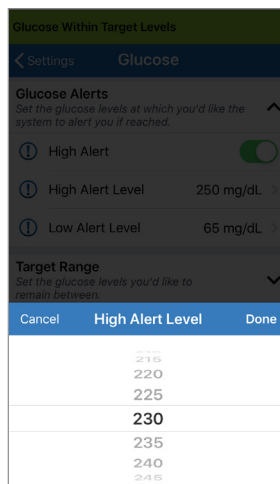 Glucose Within Target Levels
Settings Glucose
Glucose Alerts
Set the glucose levels at which you'd like the
system to alert you if reached.
High Alert
High Alert Level 250 mg/dL
Low Alert Level 65 mg/dL
Target Range
Set the glucose levels you'd like to
remain between.
Cancel High Alert Level Done
215
220
225
230
235
240
245